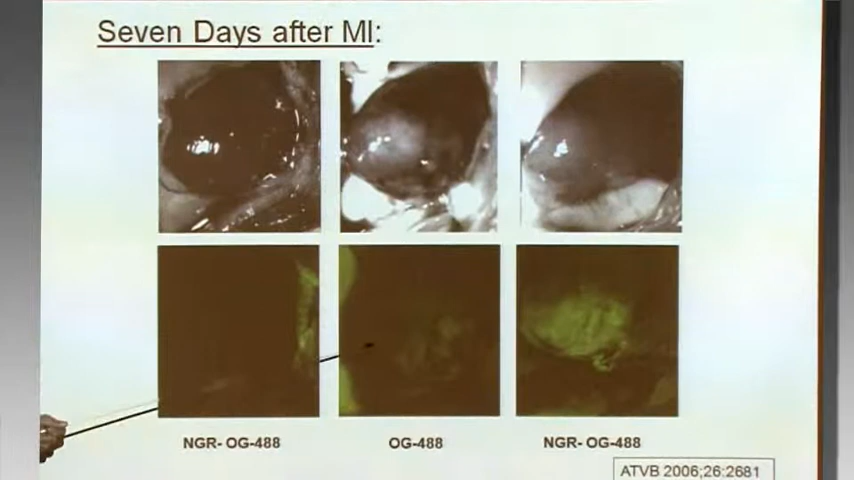 Seven Days after MI:
NGR- OG-488
OG-488
NGR- OG-488
ATVB 2006;26:2681